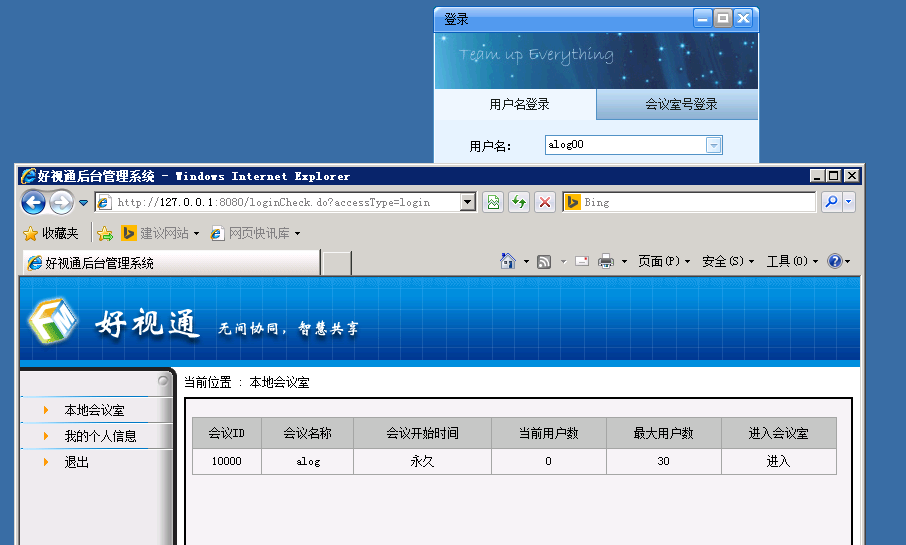 登录
Team up Everything
用户名登录 会议室号登录
用户名: alog00
好视通后台管理系统 - Windows Internet Explorer
http://127.0.0.1:8080/loginCheck.do?accessType=login Bing
收藏夹 建议网站 网页快讯库
好视通后台管理系统 页面(P) 安全(S) 工具(O)
好视通 无间协同，智慧共享
当前位置 : 本地会议室
本地会议室
我的个人信息
退出
会议ID 会议名称 会议开始时间 当前用户数 最大用户数 进入会议室
10000 alog 永久 0 30 进入